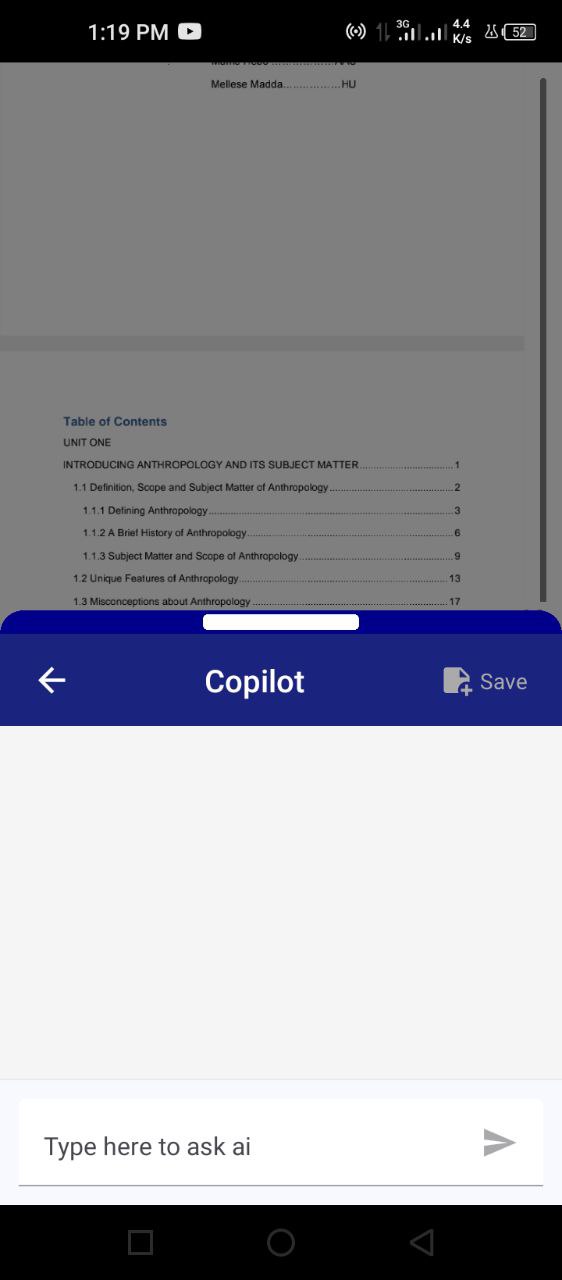 1:19 PM
3G
4.4
K/s
52
Mellese Madda................HU
Table of Contents
UNIT ONE
INTRODUCING ANTHROPOLOGY AND ITS SUBJECT MATTER................................1
1.1 Definition, Scope and Subject Matter of Anthropology..........................................2
1.1.1 Defining Anthropology.....................................................................................3
1.1.2 A Brief History of Anthropology.......................................................................6
1.1.3 Subject Matter and Scope of Anthropology.....................................................9
1.2 Unique Features of Anthropology.........................................................................13
1.3 Misconceptions about Anthropology....................................................................17
Copilot
Save
Type here to ask ai